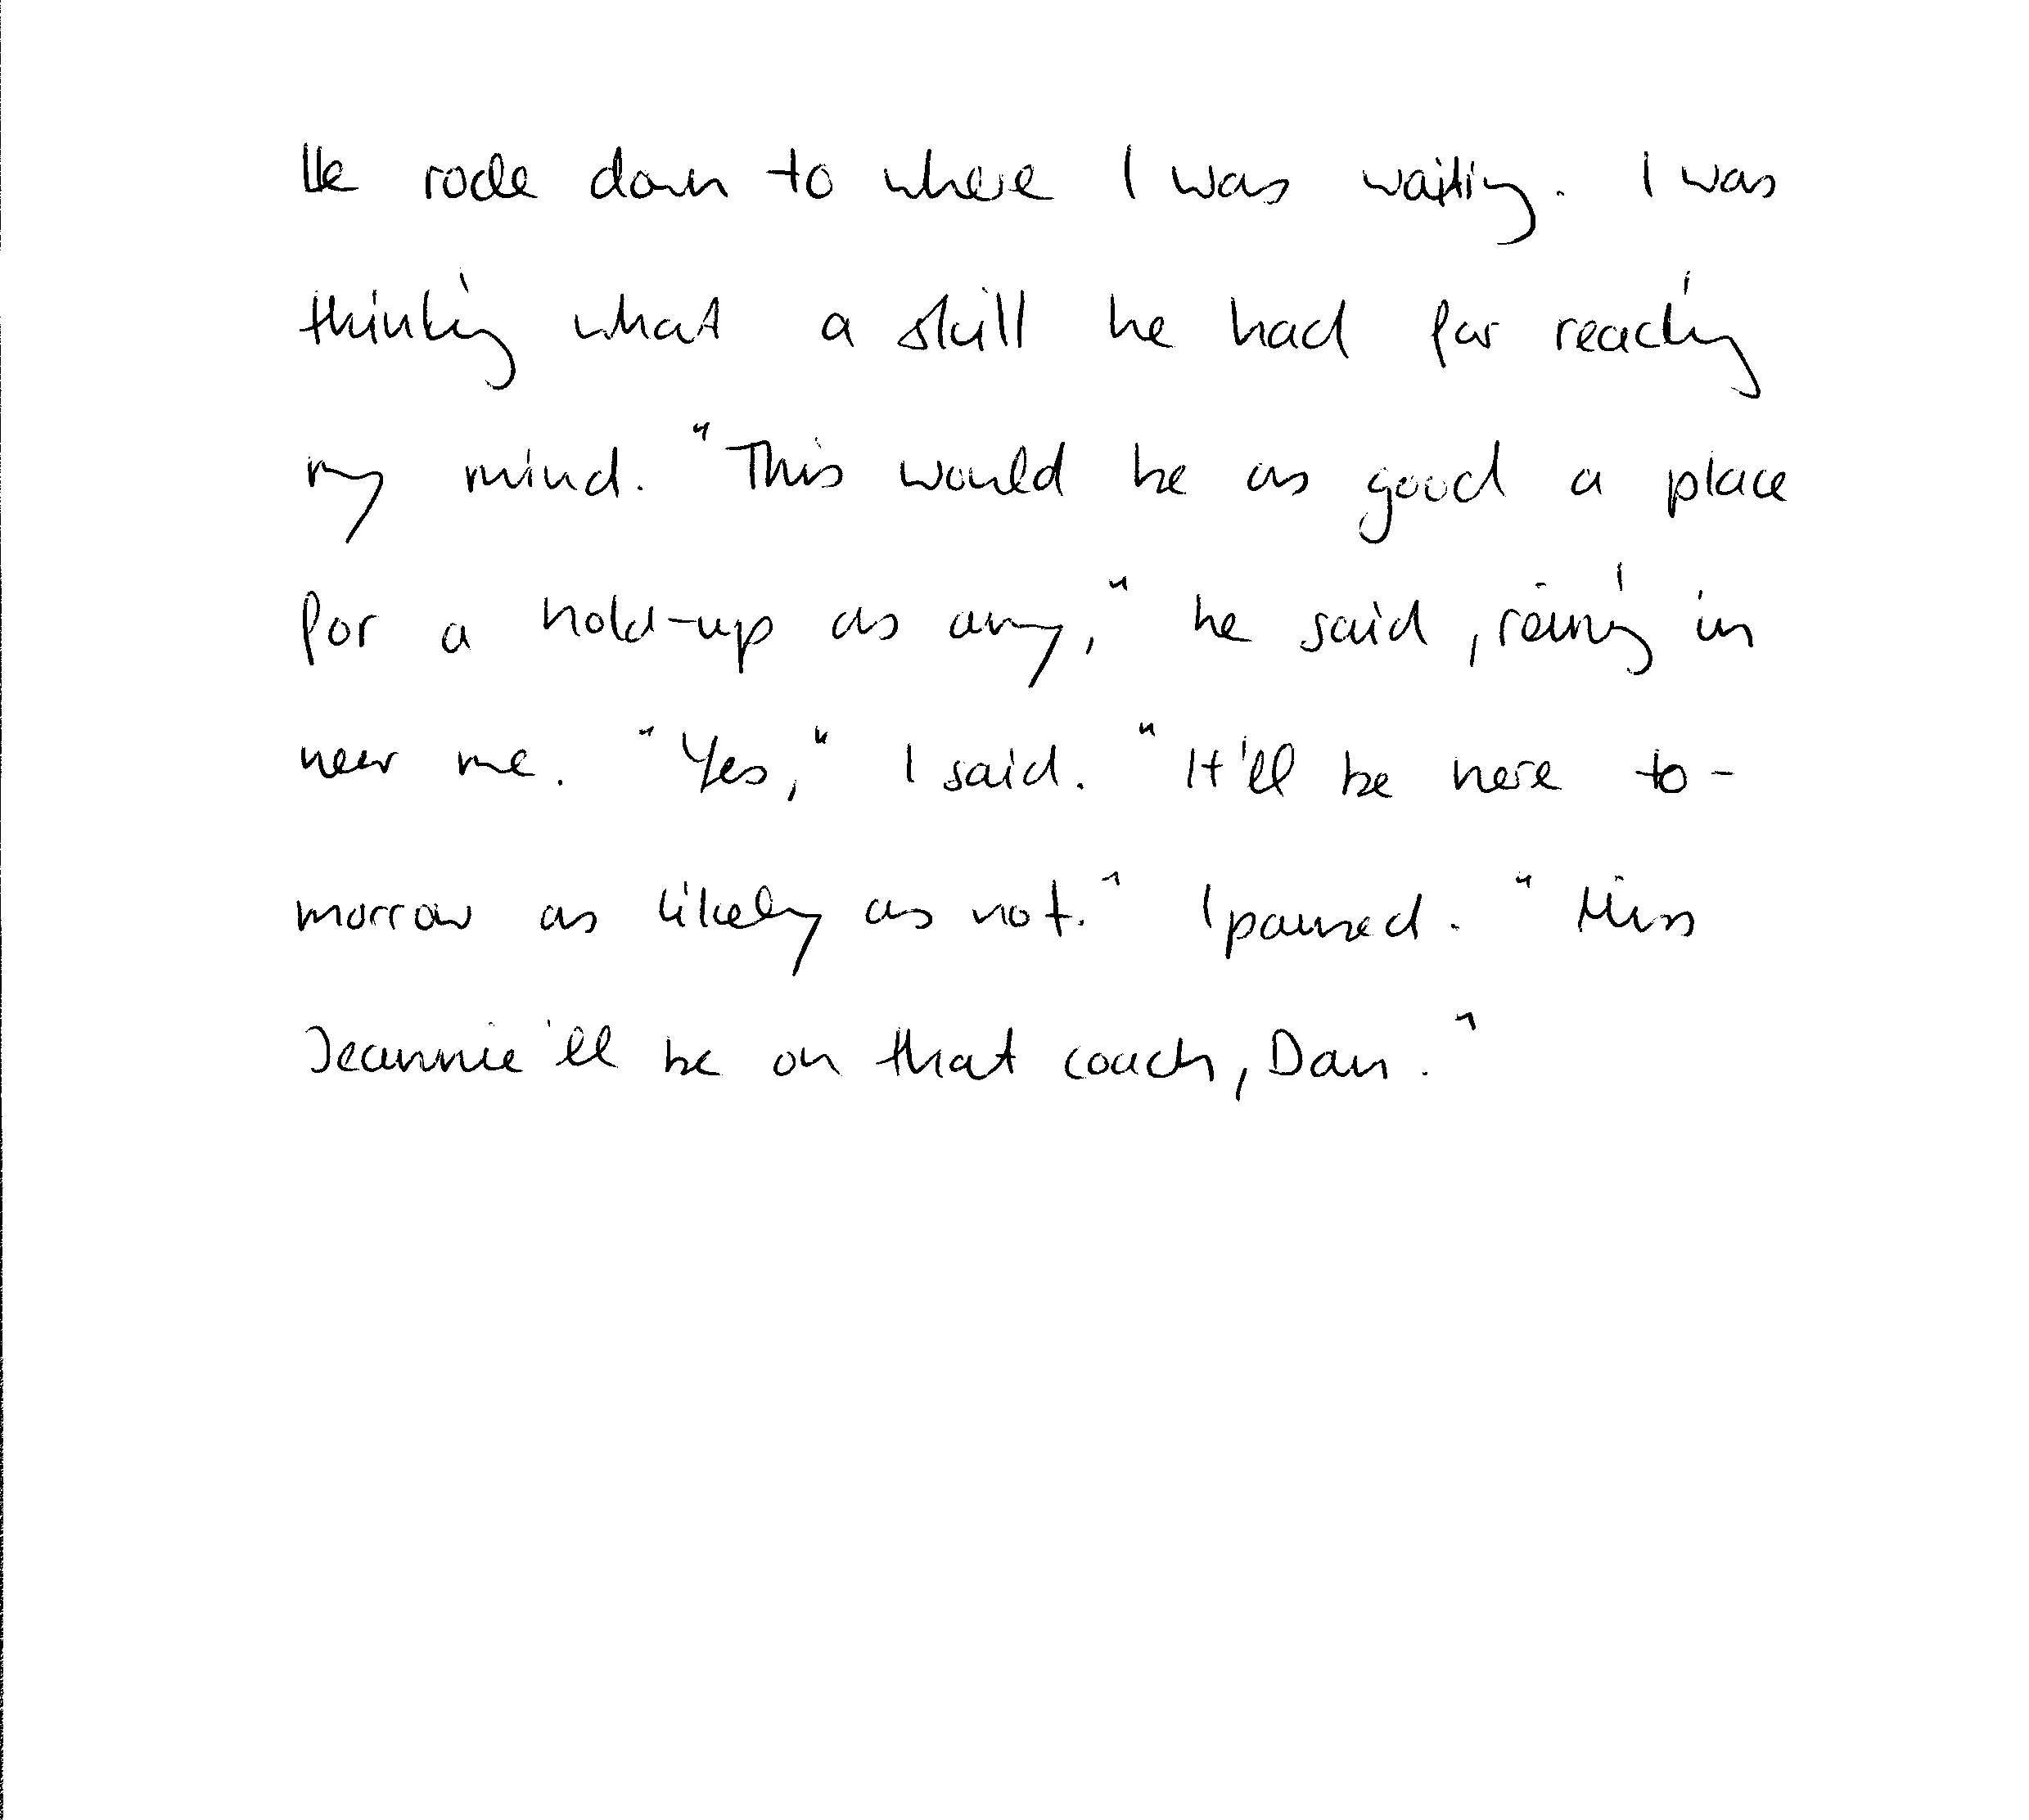 He rode down to where I was waiting. I was
thinking what a skill he had for reading
my mind. "This would be as good a place
for a hold-up as any," he said, reining in
near me. "Yes," I said. "It'll be here to-
morrow as likely as not." I paused. "Miss
Jeannie'll be on that coach, Dan."